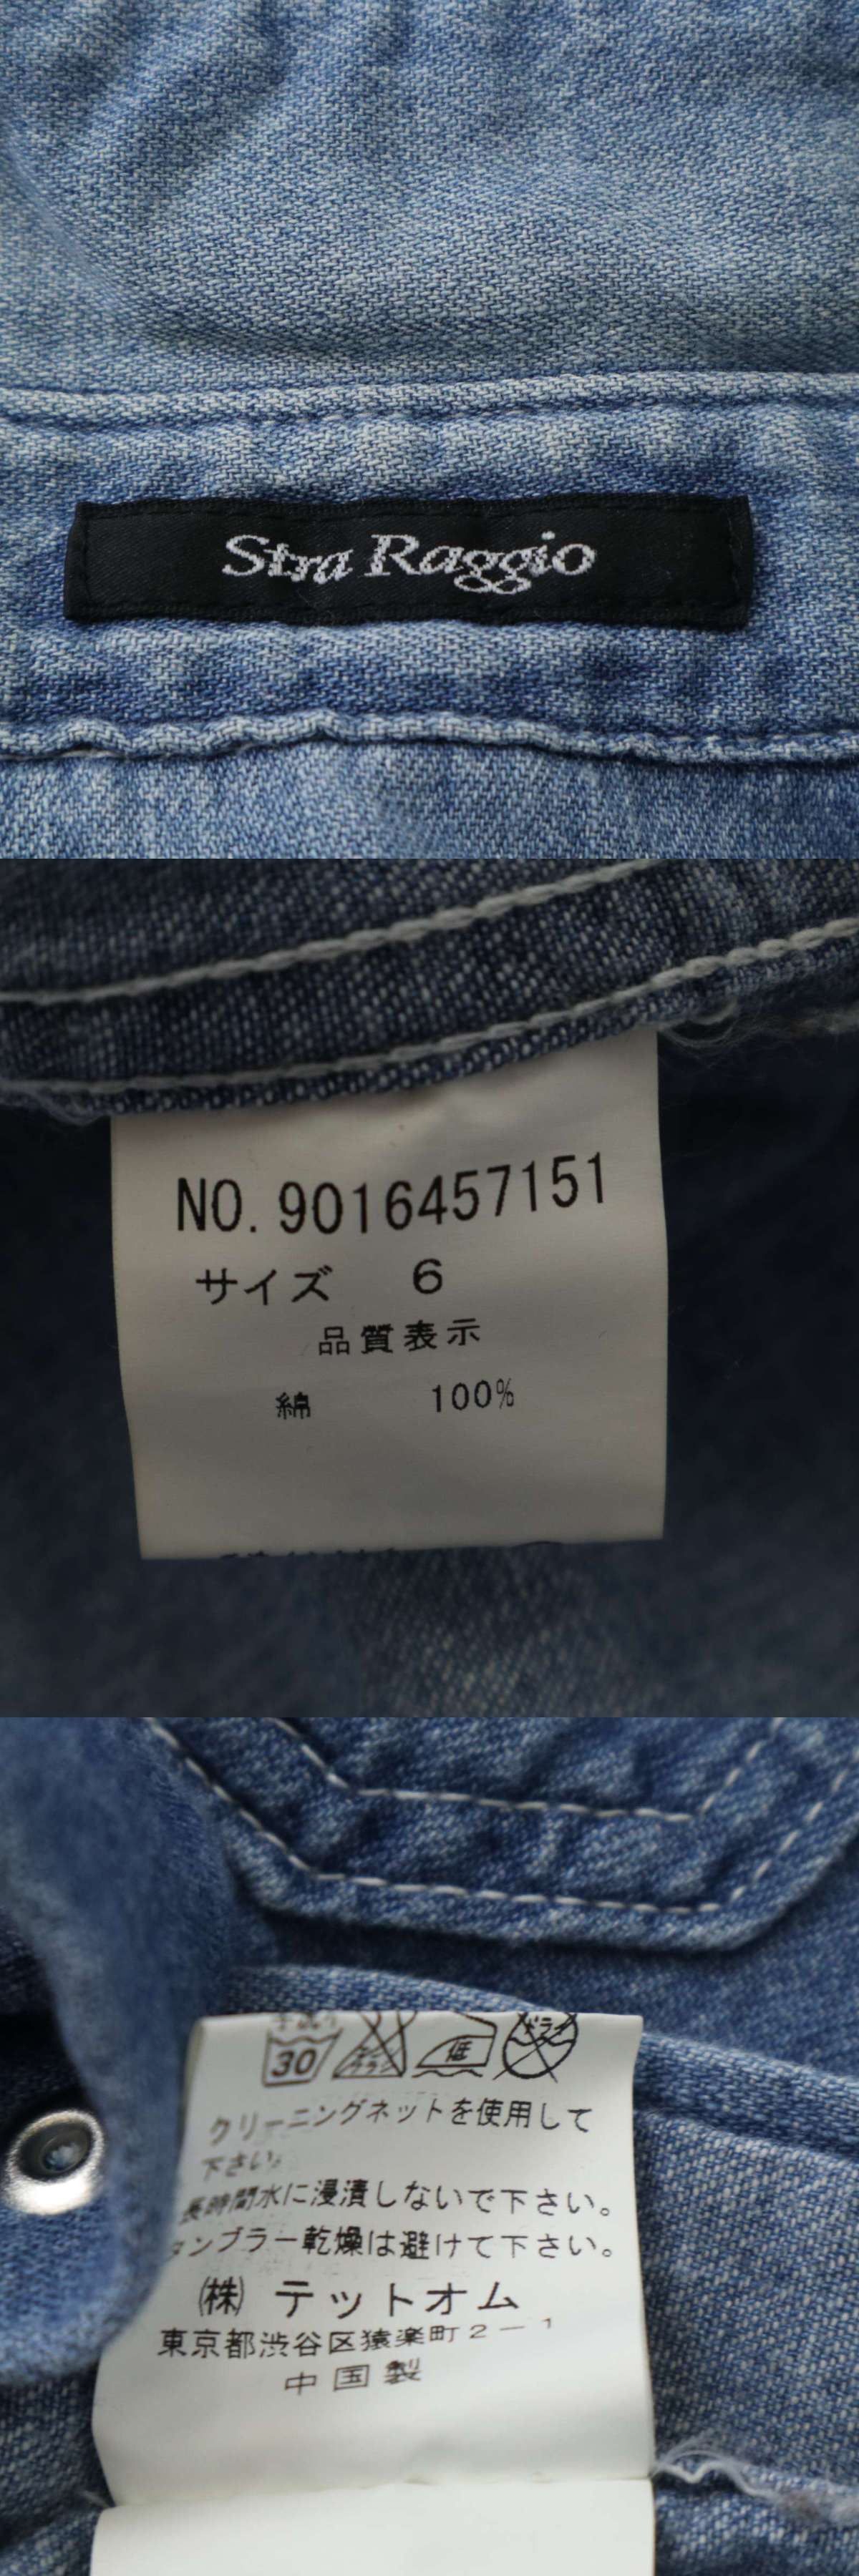 Stra Raggio
NO. 9016457151
サイズ 6
品質表示
綿 100%
30 低 ドライ
クリーニングネットを使用して
下さい。
長時間水に浸漬しないで下さい。
タンブラー乾燥は避けて下さい。
㈱ テットオム
東京都渋谷区猿楽町2-1
中国製